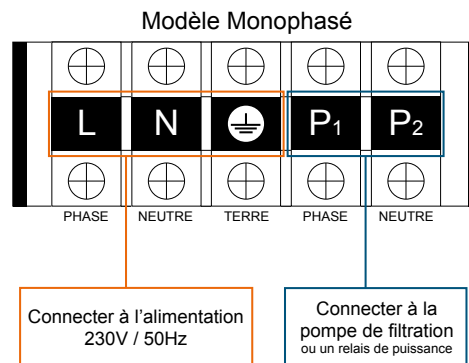 Modèle Monophasé
L N P1 P2
PHASE NEUTRE TERRE PHASE NEUTRE
Connecter à l'alimentation
230V / 50Hz
Connecter à la
pompe de filtration
ou un relais de puissance